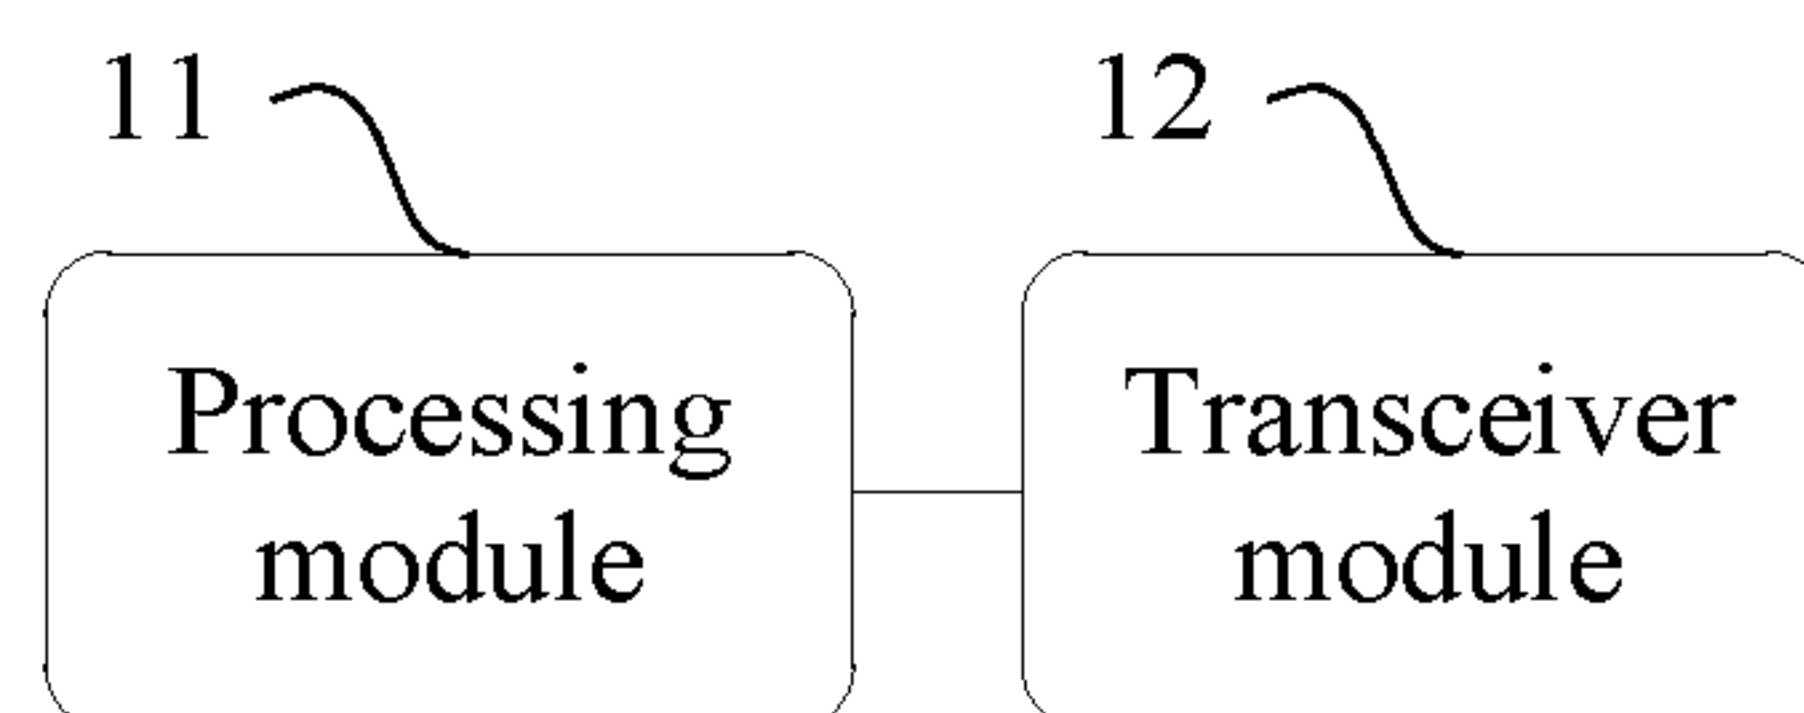 11
12
Processing
module
Transceiver
module